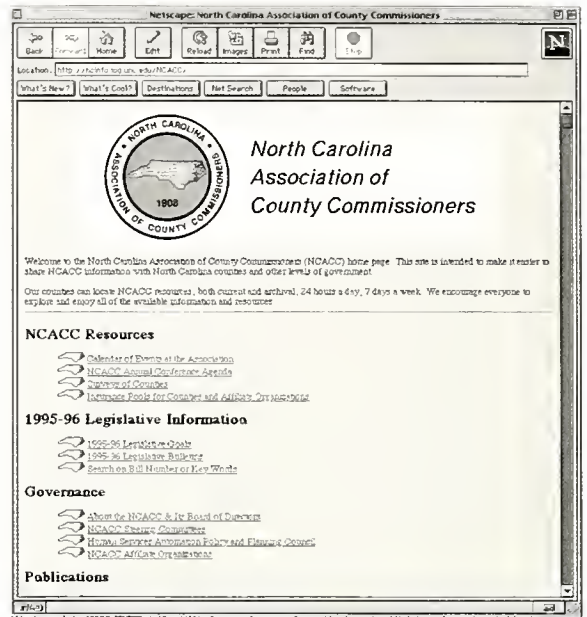 Netscape: North Carolina Association of County Commissioners
Back Forward Home Edit Reload Images Print Find Stop
N
Location:
What's New? What's Cool? Destinations Net Search People Software
NORTH CAROLINA
ASSOCIATION OF COUNTY COMMISSIONERS
1908
North Carolina
Association of
County Commissioners
Welcome to the North Carolina Association of County Commissioners (NCACC) home page. This site is intended to make it easier to
share NCACC information with North Carolina counties and other levels of government.
Our counties can locate NCACC resources, both current and archival, 24 hours a day, 7 days a week. We encourage everyone to
explore and enjoy all of the available information and resources
NCACC Resources
Calendar of Events at the Association
NCACC Annual Conference Agenda
Surveys of Counties
Insurance Pools for Counties and Affiliate Organizations
1995-96 Legislative Information
1995-96 Legislative Goals
1995-96 Legislative Bulletins
Search on Bill Number or Key Words
Governance
About the NCACC & Its Board of Directors
NCACC Steering Committees
Human Services Automation Policy and Planning Council
NCACC Affiliate Organizations
Publications